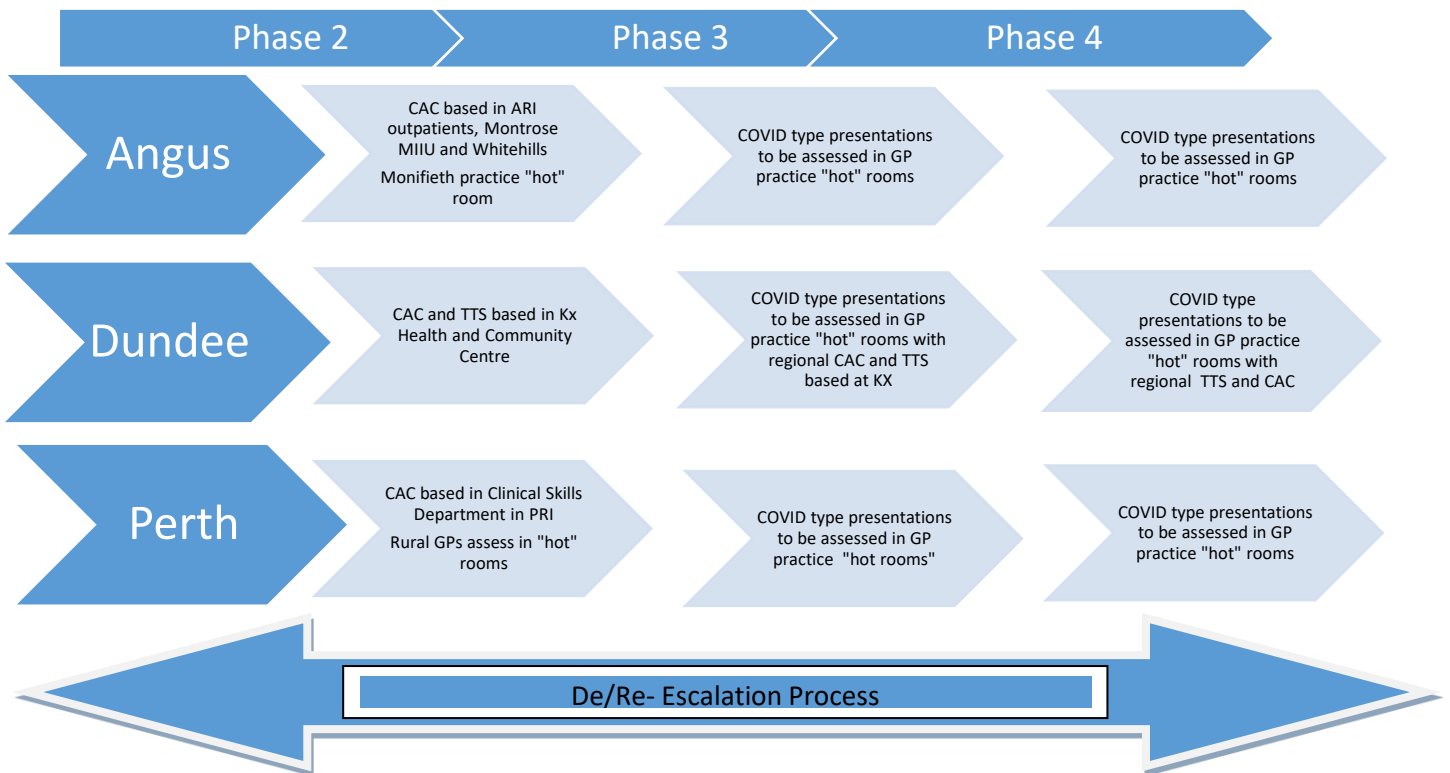 Phase 2
Phase 3
Phase 4
Angus
CAC based in ARI
outpatients, Montrose
MIIU and Whitehills
Monifieth practice "hot"
room
COVID type presentations
to be assessed in GP
practice "hot" rooms
COVID type presentations
to be assessed in GP
practice "hot" rooms
Dundee
CAC and TTS based in Kx
Health and Community
Centre
COVID type presentations
to be assessed in GP
practice "hot" rooms with
regional CAC and TTS
based at KX
COVID type
presentations to be
assessed in GP practice
"hot" rooms with
regional  TTS and CAC
Perth
CAC based in Clinical Skills
Department in PRI
Rural GPs assess in "hot"
rooms
COVID type presentations
to be assessed in GP
practice  "hot rooms"
COVID type presentations
to be assessed in GP
practice "hot" rooms
De/Re- Escalation Process